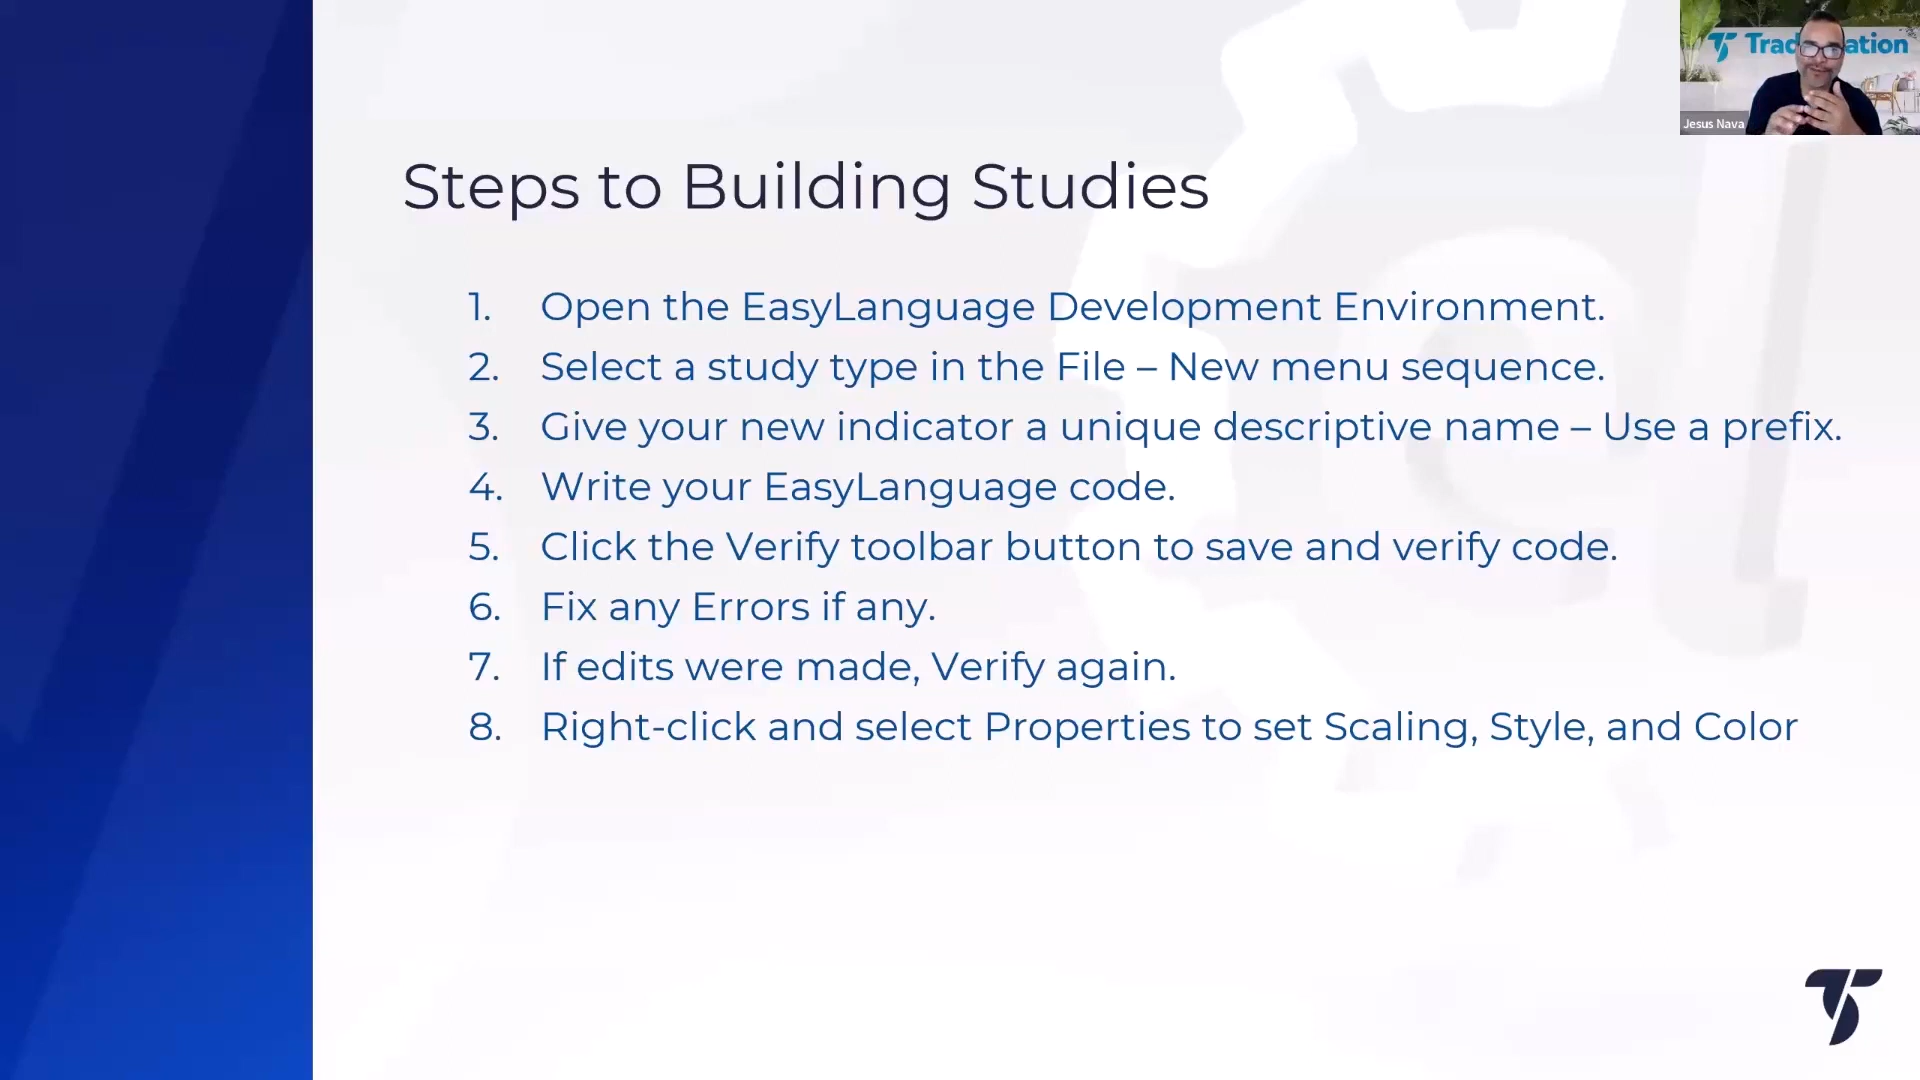 Trad ation
Jesus Nava
Steps to Building Studies
1. Open the EasyLanguage Development Environment.
2. Select a study type in the File – New menu sequence.
3. Give your new indicator a unique descriptive name – Use a prefix.
4. Write your EasyLanguage code.
5. Click the Verify toolbar button to save and verify code.
6. Fix any Errors if any.
7. If edits were made, Verify again.
8. Right-click and select Properties to set Scaling, Style, and Color